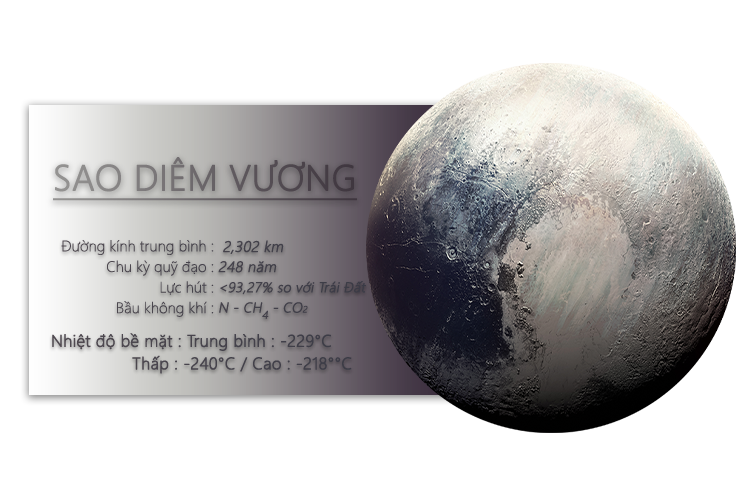 SAO DIÊM VƯƠNG
Đường kính trung bình : 2,302 km
Chu kỳ quỹ đạo : 248 năm
Lực hút : <93,27% so với Trái Đất
Bầu không khí : N - CH₄ - CO₂
Nhiệt độ bề mặt : Trung bình : -229°C
Thấp : -240°C / Cao : -218°°C